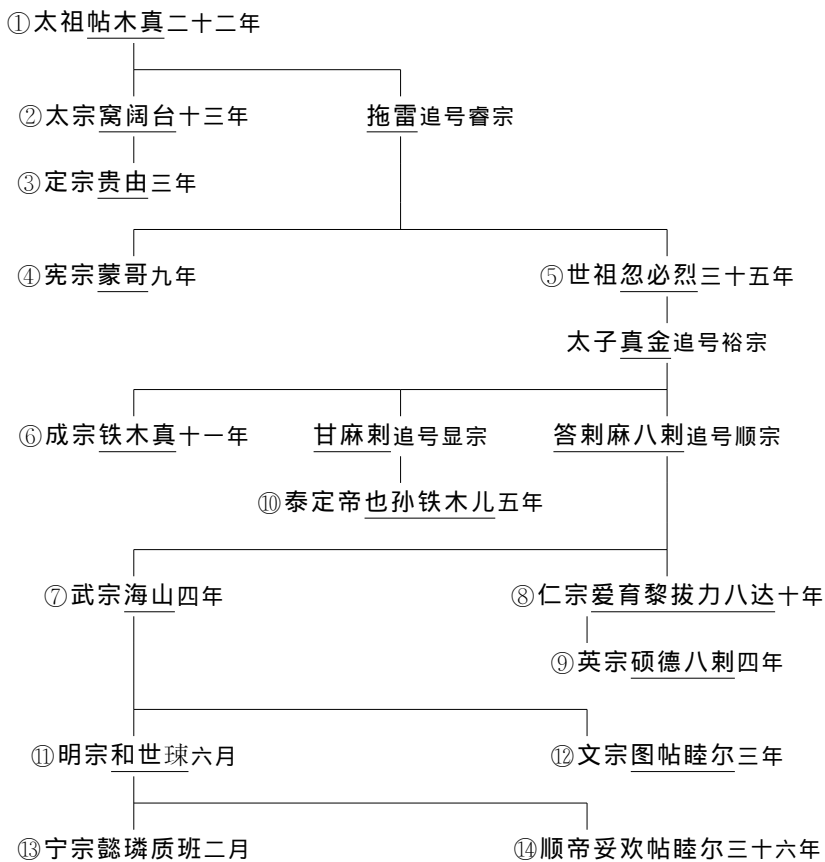 ①太祖帖木真二十二年
②太宗窝阔台十三年
拖雷追号睿宗
③定宗贵由三年
④宪宗蒙哥九年
⑤世祖忽必烈三十五年
太子真金追号裕宗
⑥成宗铁木真十一年
甘麻剌追号显宗
答剌麻八剌追号顺宗
⑩泰定帝也孙铁木儿五年
⑦武宗海山四年
⑧仁宗爱育黎拔力八达十年
⑨英宗硕德八剌四年
⑪明宗和世㻋六月
⑫文宗图帖睦尔三年
⑬宁宗懿璘质班二月
⑭顺帝妥欢帖睦尔三十六年